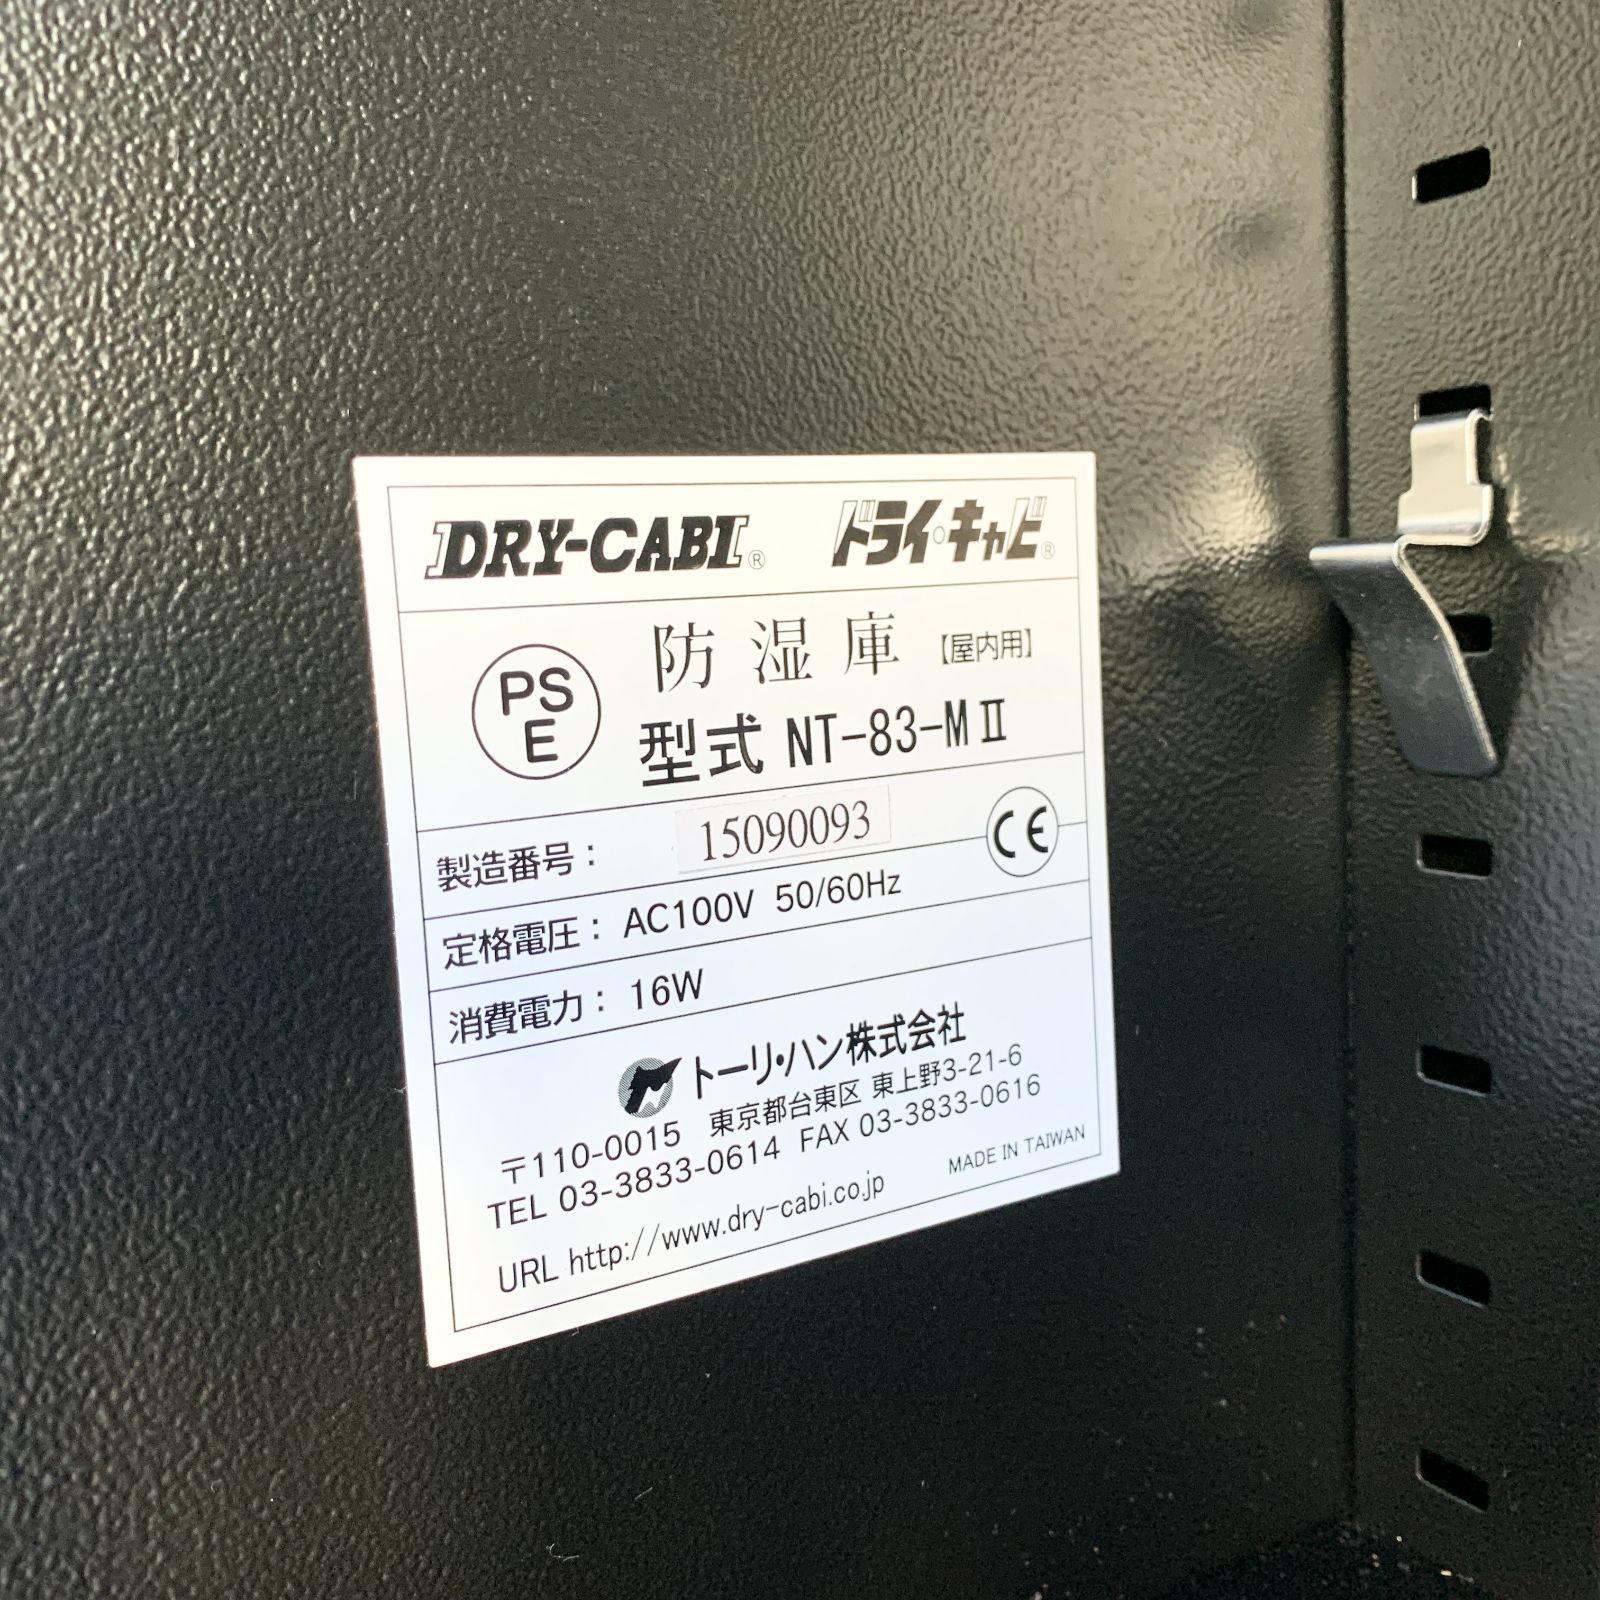 DRY-CABI® ドライ・キャビ®
PSE
防湿庫 【屋内用】
型式 NT-83-MⅡ
製造番号： 15090093 CE
定格電圧： AC100V 50/60Hz
消費電力： 16W
トーリ・ハン株式会社
〒110-0015 東京都台東区 東上野3-21-6
TEL 03-3833-0614 FAX 03-3833-0616
URL http://www.dry-cabi.co.jp MADE IN TAIWAN